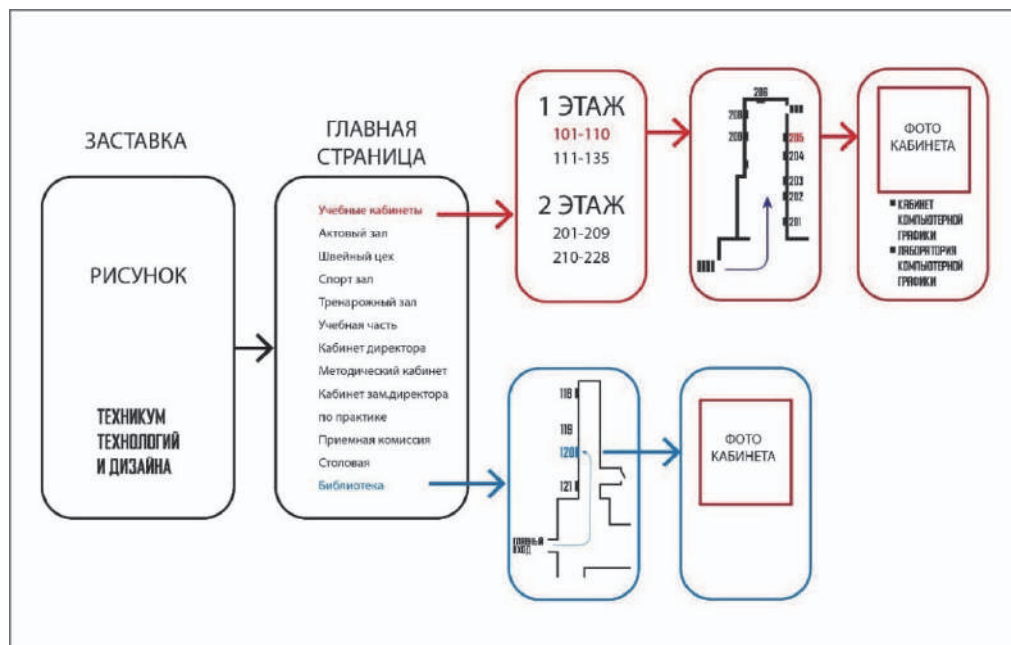 ЗАСТАВКА
РИСУНОК
ТЕХНИКУМ
ТЕХНОЛОГИЙ
И ДИЗАЙНА
ГЛАВНАЯ
СТРАНИЦА
Учебные кабинеты
Актовый зал
Швейный цех
Спорт зал
Тренарожный зал
Учебная часть
Кабинет директора
Методический кабинет
Кабинет зам.директора
по практике
Приемная комиссия
Столовая
Библиотека
1 ЭТАЖ
101-110
111-135
2 ЭТАЖ
201-209
210-228
206
208
209
205
204
203
202
201
ФОТО
КАБИНЕТА
КАБИНЕТ
КОМПЬЮТЕРНОЙ
ГРАФИКИ
ЛАБОРАТОРИЯ
КОМПЬЮТЕРНОЙ
ГРАФИКИ
118
119
120
121
ГЛАВНЫЙ
ВХОД
ФОТО
КАБИНЕТА